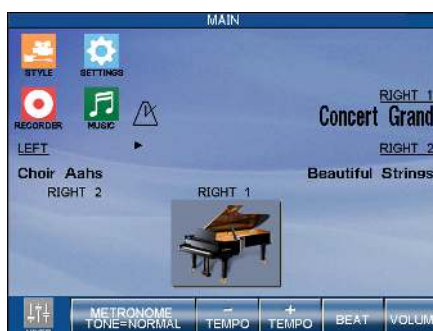 MAIN
STYLE
SETTINGS
RECORDER
MUSIC
RIGHT 1
Concert Grand
LEFT
RIGHT 2
Choir Aahs
Beautiful Strings
RIGHT 2
RIGHT 1
METRONOME
TONE=NORMAL
− TEMPO
+ TEMPO
BEAT
VOLUM